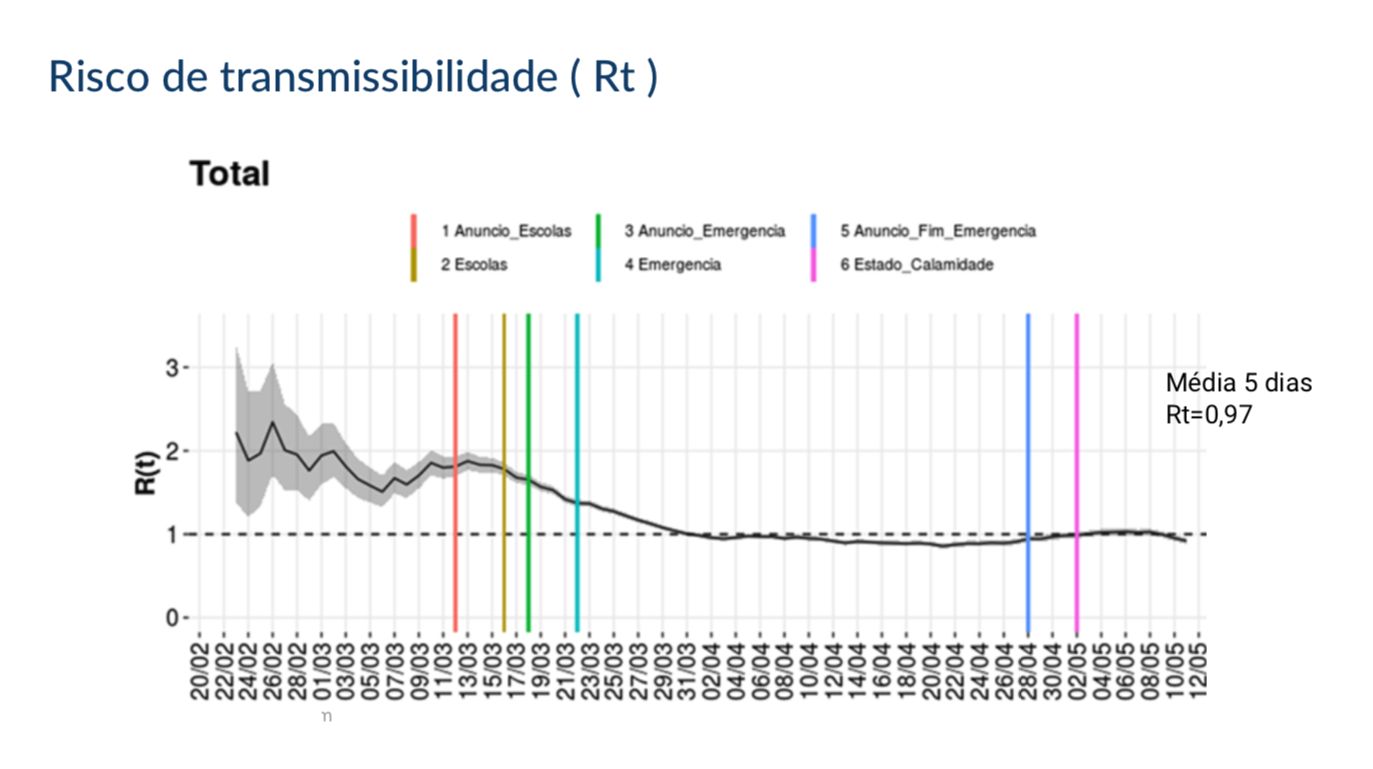 Risco de transmissibilidade ( Rt )
Total
1 Anuncio_Escolas 3 Anuncio_Emergencia 5 Anuncio_Fim_Emergencia
2 Escolas 4 Emergencia 6 Estado_Calamidade
Média 5 dias
Rt=0,97
R(t)
3
2
1
0
20/02 22/02 24/02 26/02 28/02 01/03 03/03 05/03 07/03 09/03 11/03 13/03 15/03 17/03 19/03 21/03 23/03 25/03 27/03 29/03 31/03 02/04 04/04 06/04 08/04 10/04 12/04 14/04 16/04 18/04 20/04 22/04 24/04 26/04 28/04 30/04 02/05 04/05 06/05 08/05 10/05 12/05